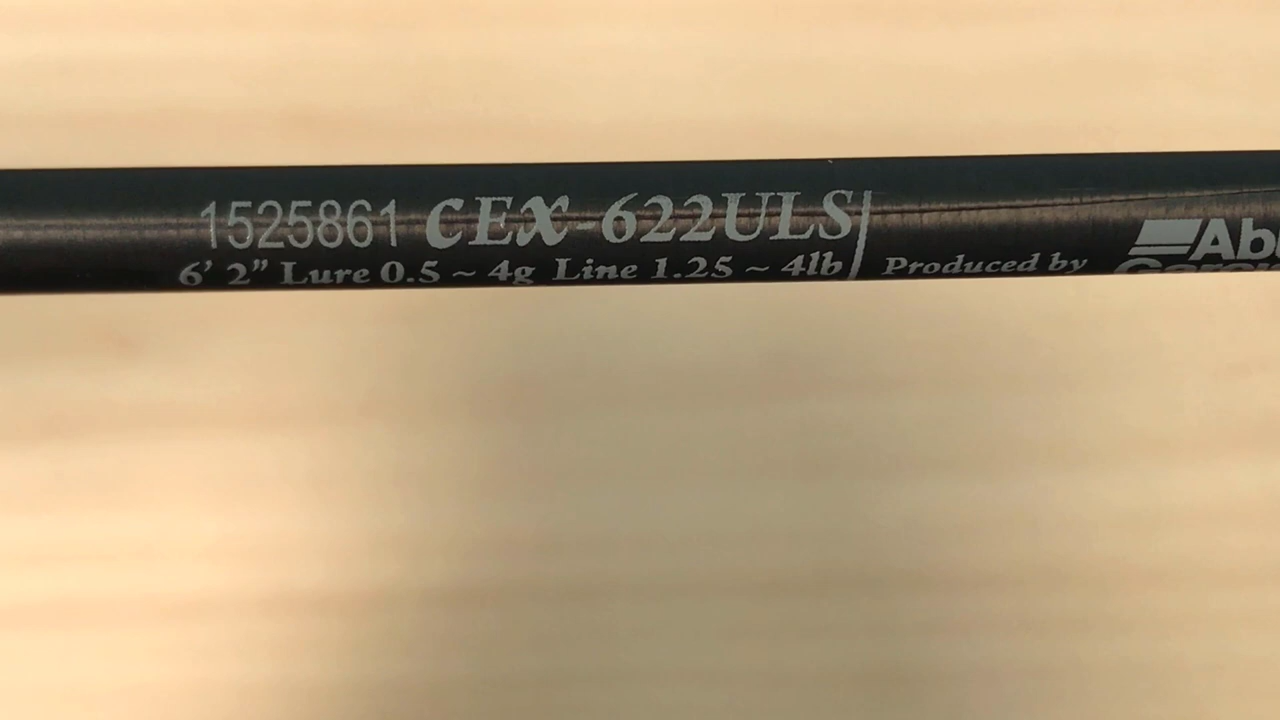 1525861 CEX-622ULS
6’ 2” Lure 0.5 ~ 4g Line 1.25 ~ 4lb
Produced by